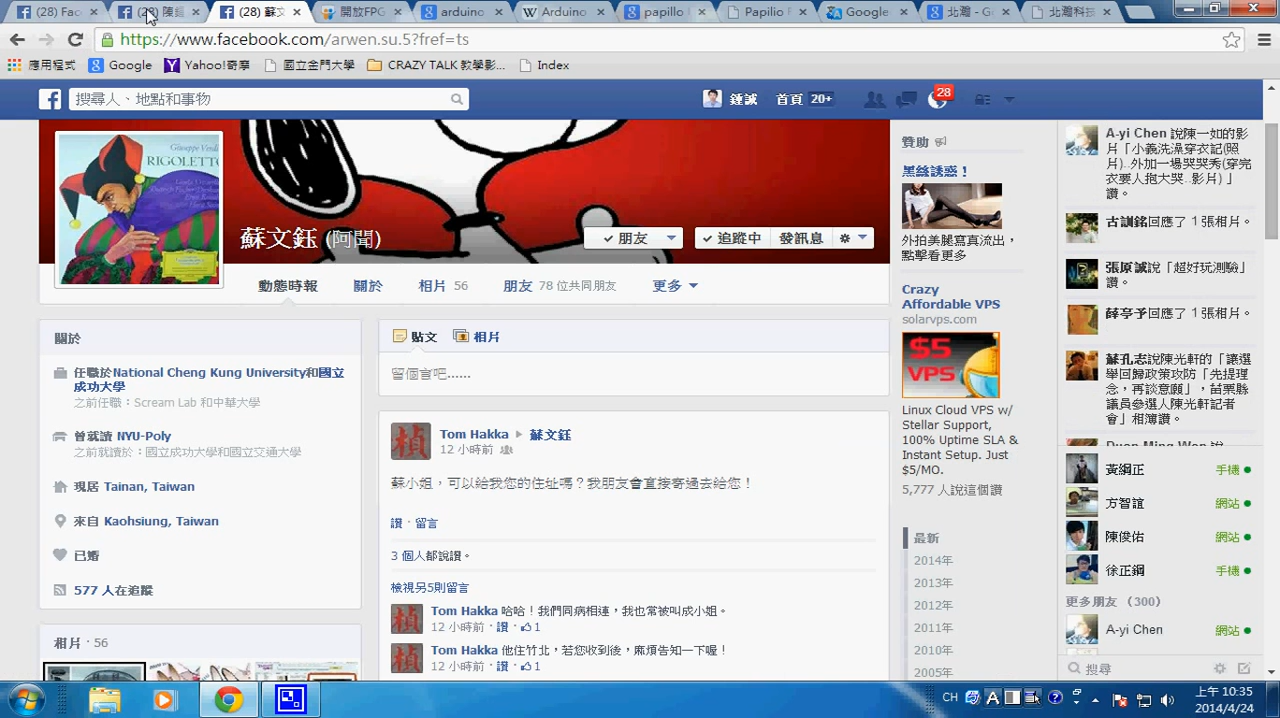 (28) Fac
(28) 陳鍾
(28) 蘇文
開放FPG
arduino
Arduino
papilio
Papilio F
Google
北灣 - G
北灣科技
https://www.facebook.com/arwen.su.5?fref=ts
應用程式
Google
Yahoo!奇摩
國立金門大學
CRAZY TALK 教學影...
Index
搜尋人、地點和事物
鍾誠
首頁 20+
28
Giuseppe Verdi
RIGOLETTO
蘇文鈺 (阿聞)
朋友
追蹤中
發訊息
動態時報
關於
相片 56
朋友 78 位共同朋友
更多
關於
任職於National Cheng Kung University和國立
成功大學
之前任職：Scream Lab 和中華大學
曾就讀 NYU-Poly
之前就讀於：國立成功大學和國立交通大學
現居 Tainan, Taiwan
來自 Kaohsiung, Taiwan
已婚
577 人在追蹤
相片 · 56
貼文
相片
留個言吧......
Tom Hakka ▸ 蘇文鈺
12 小時前
蘇小姐，可以給我您的住址嗎？我朋友會直接寄過去給您！
讚 · 留言
3 個人都說讚。
檢視另5則留言
Tom Hakka 哈哈！我們同病相連，我也常被叫成小姐。
12 小時前 · 讚 · 1
Tom Hakka 他住竹北，若您收到後，麻煩告知一下喔！
12 小時前 · 讚 · 1
贊助
黑絲誘惑！
外拍美腿寫真流出，
點擊看更多
Crazy
Affordable VPS
solarvps.com
$5
VPS
Linux Cloud VPS w/
Stellar Support,
100% Uptime SLA &
Instant Setup. Just
$5/MO.
5,777 人說這個讚
最新
2014年
2013年
2012年
2011年
2010年
2005年
A-yi Chen 說陳一如的影
片「小義洗澡穿衣記(照
片)..外加一場哭哭秀(穿完
衣要人抱大哭..影片)」
讚。
古訓銘回應了 1 張相片。
張原誠說「超好玩測驗」
讚。
薛亭予回應了 1 張相片。
蘇孔志說陳光軒的「讓選
舉回歸政策攻防「先提理
念，再談意願」，苗栗縣
議員參選人陳光軒記者
會」相簿讚。
Duen-Ming Wen 說
黃綱正 手機
方智誼 網站
陳俊佑 網站
徐正錮 手機
更多朋友 (300)
A-yi Chen 網站
搜尋
CH
A
上午 10:35
2014/4/24